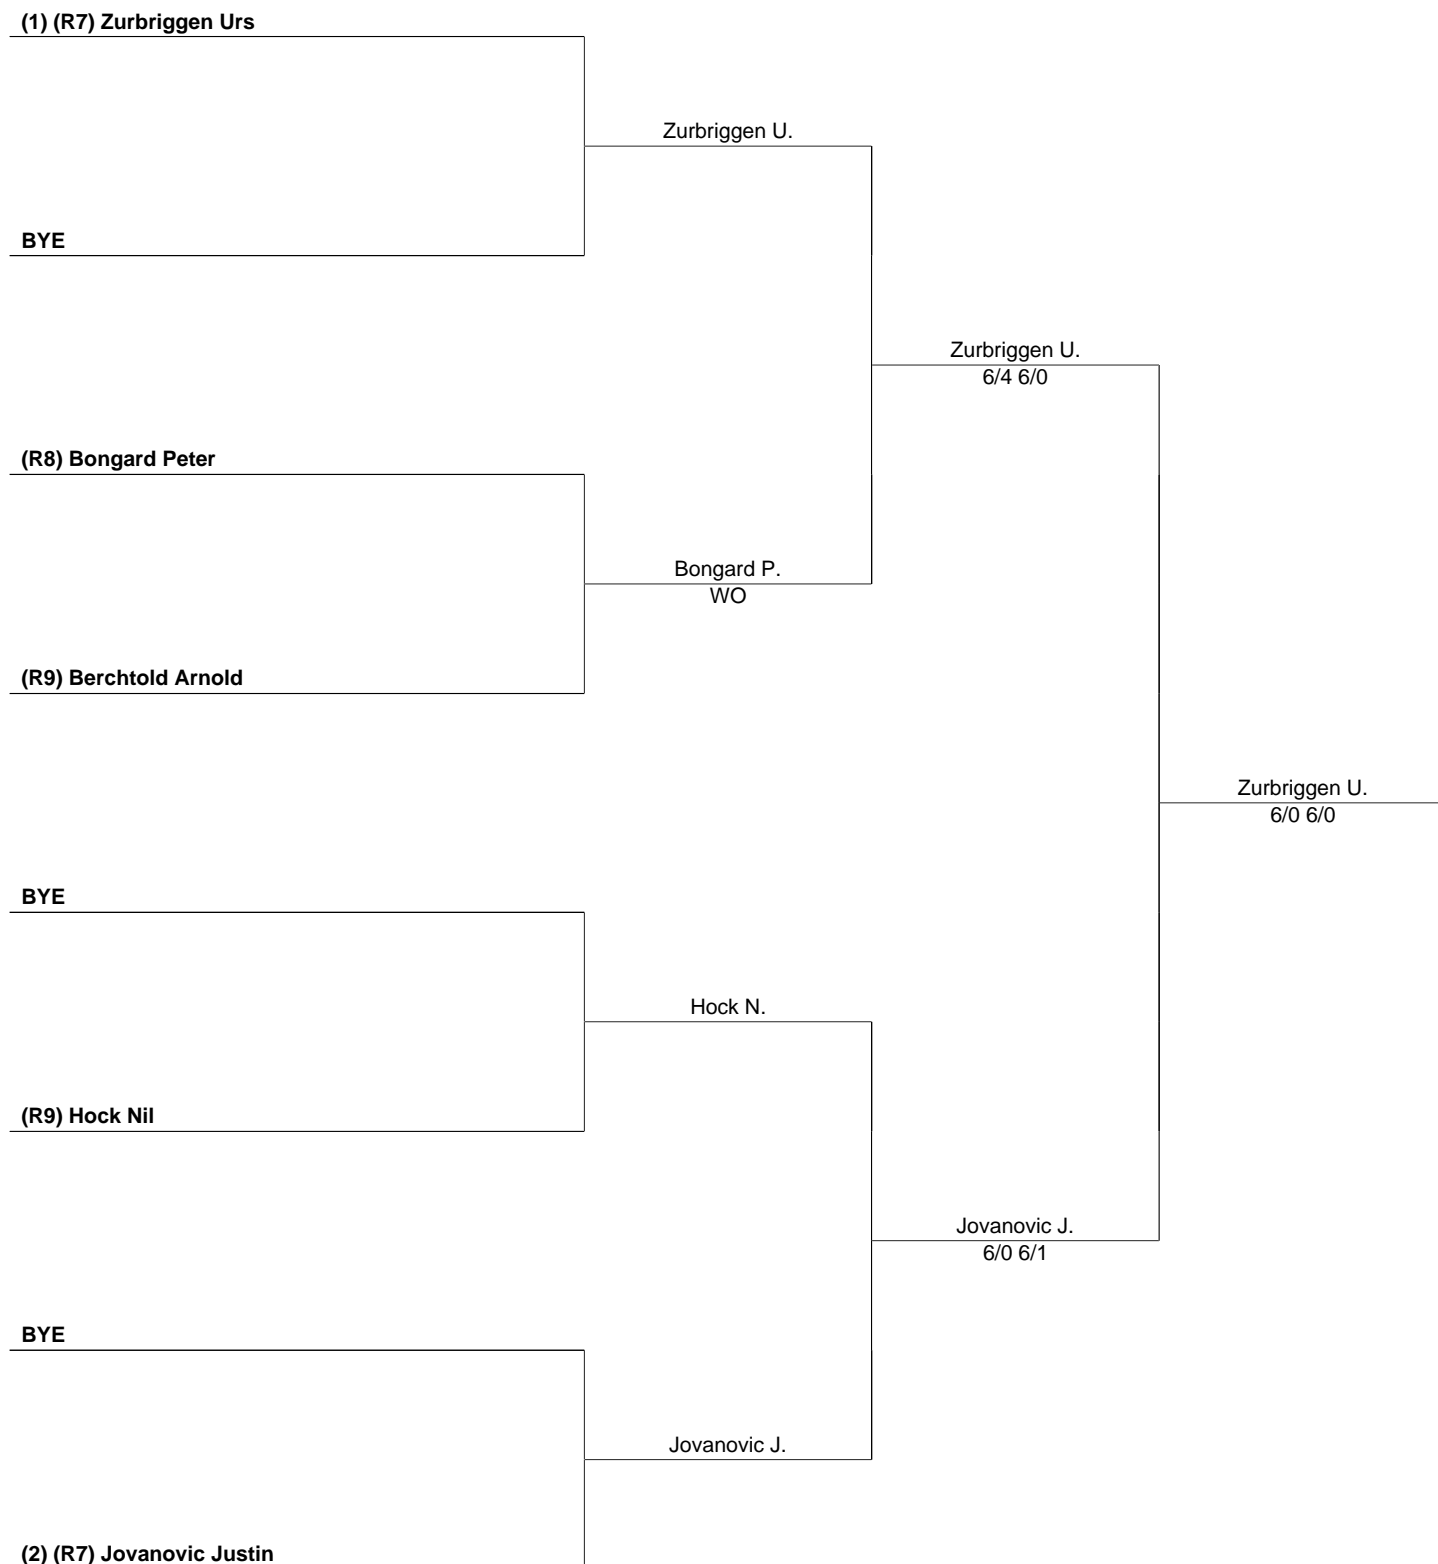 (1) (R7) Zurbriggen Urs
Zurbriggen U.
BYE
Zurbriggen U.
6/4 6/0
(R8) Bongard Peter
Bongard P.
WO
(R9) Berchtold Arnold
Zurbriggen U.
6/0 6/0
BYE
Hock N.
(R9) Hock Nil
Jovanovic J.
6/0 6/1
BYE
Jovanovic J.
(2) (R7) Jovanovic Justin